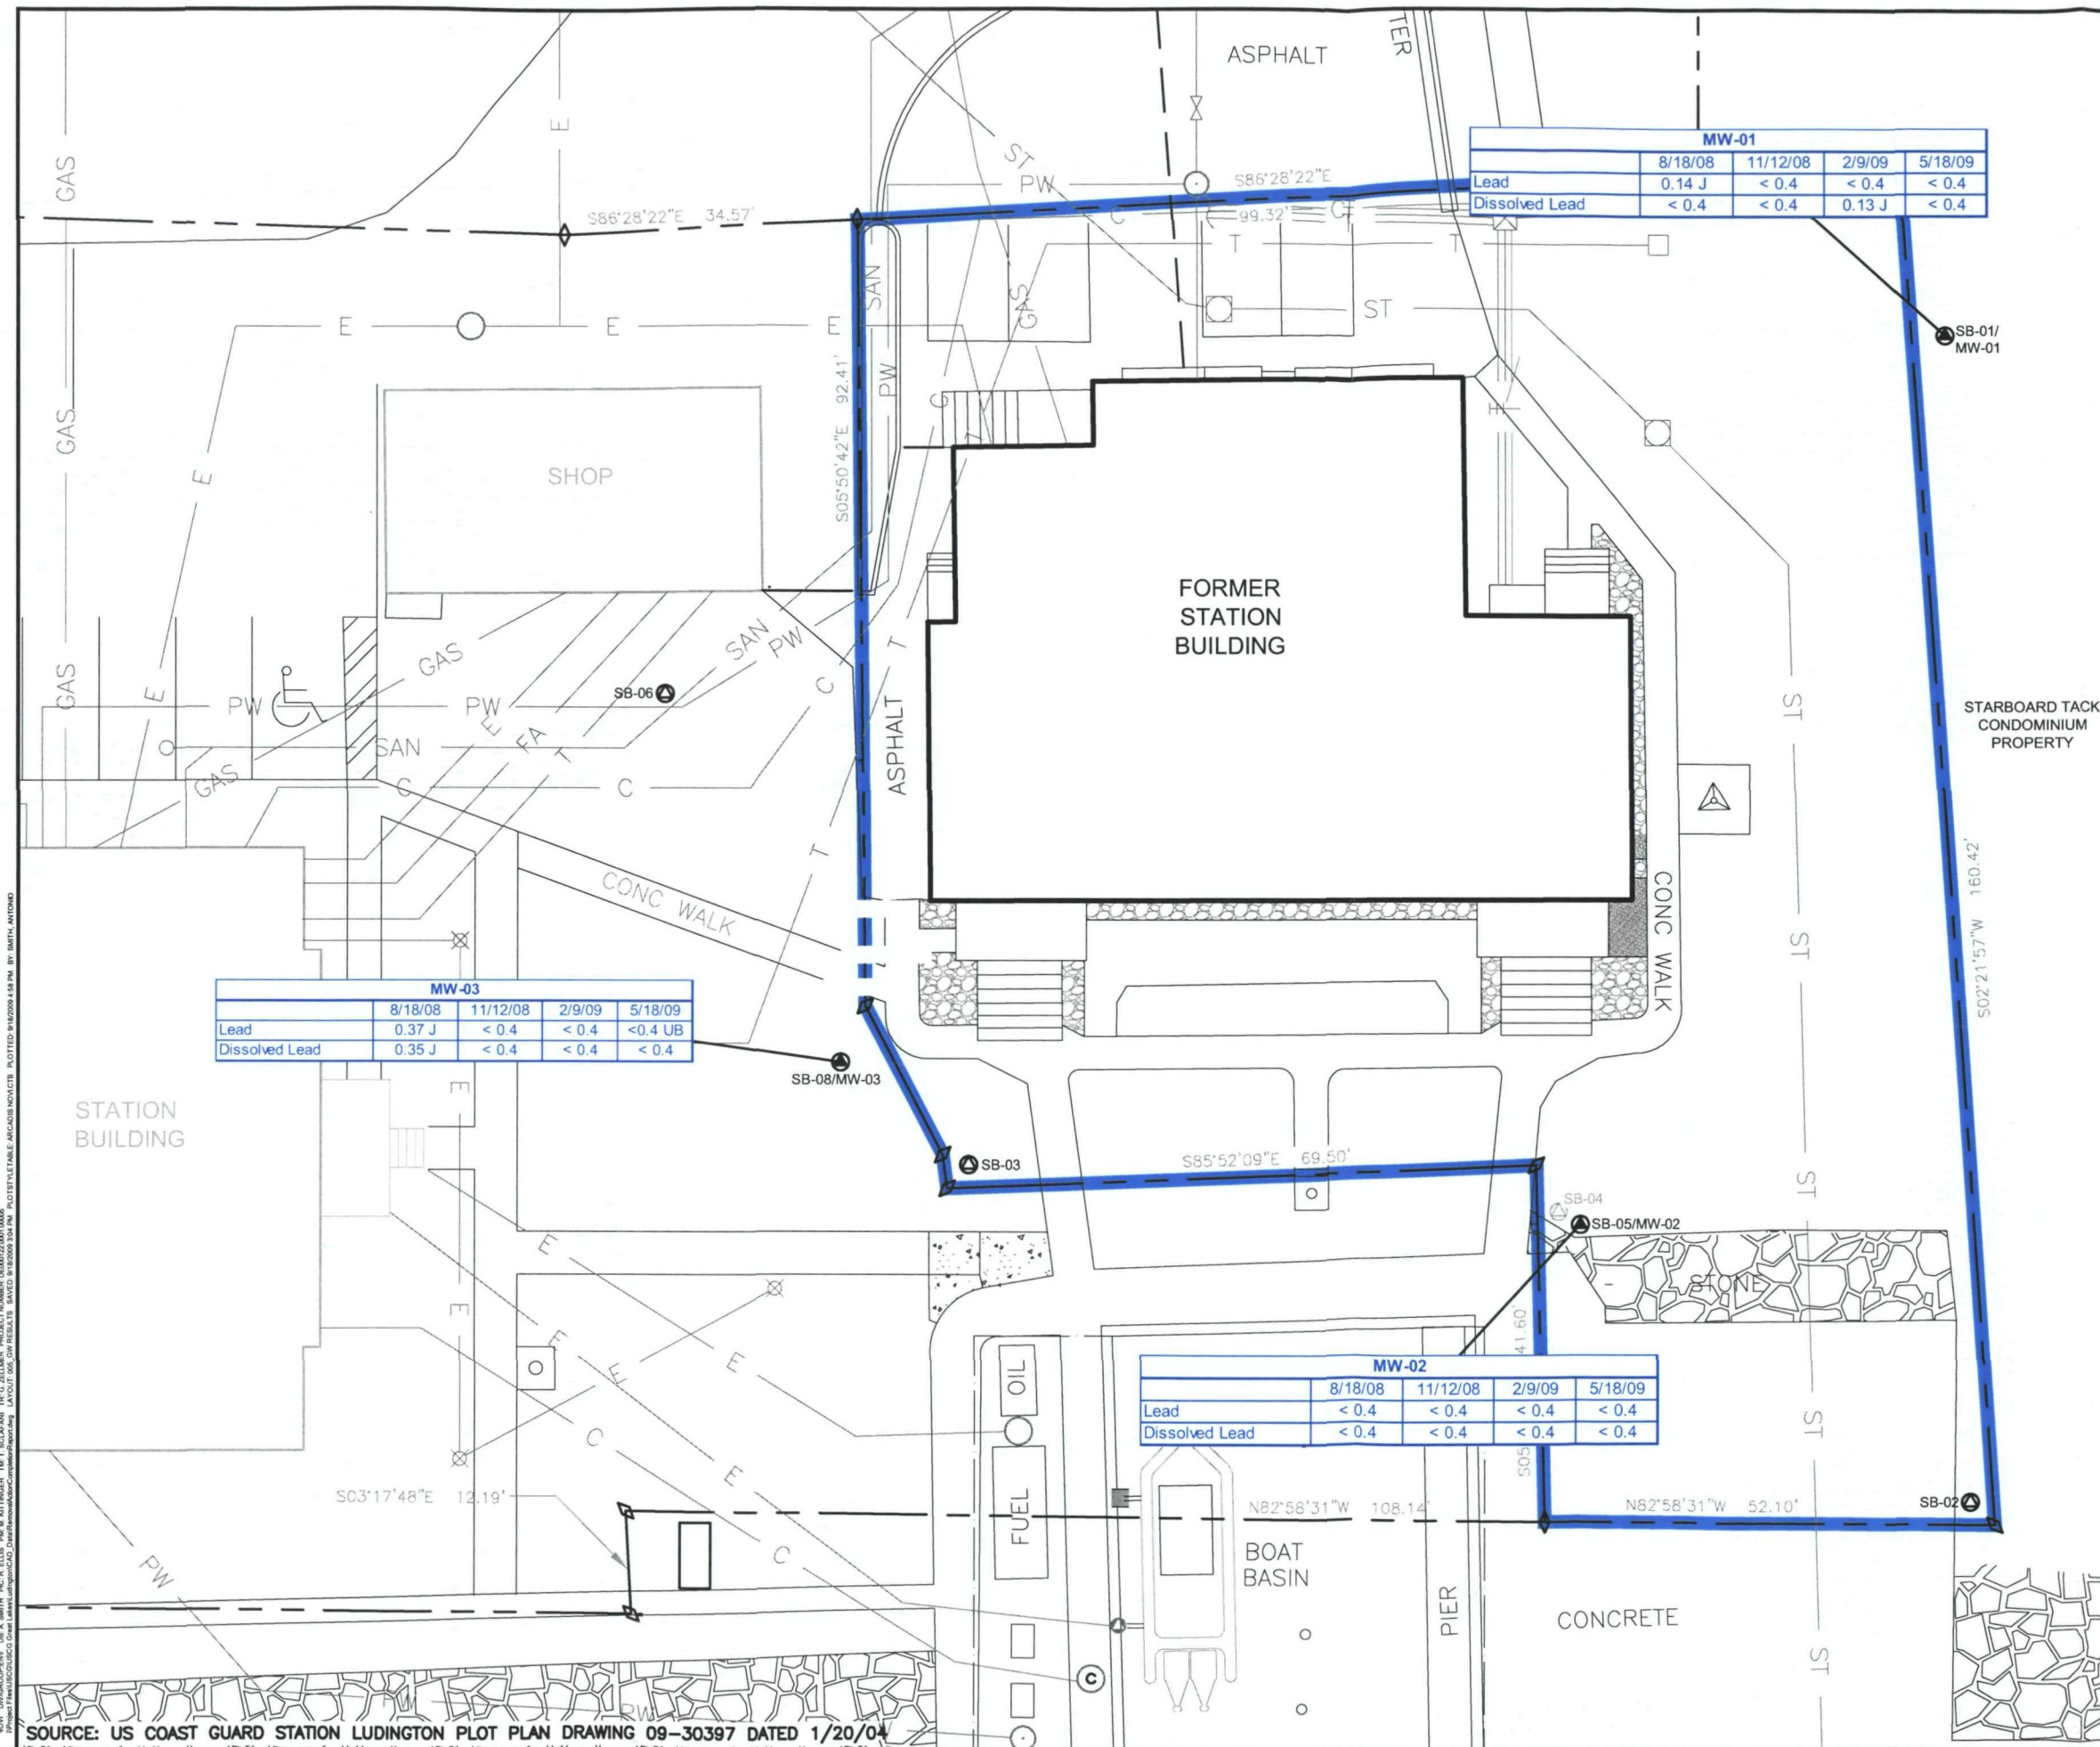 ASPHALT
TER
GAS
E
ST
PW
S86°28'22"E
S86°28'22"E 34.57'
99.32'
C
C
T
T
MW-01
8/18/08 11/12/08 2/9/09 5/18/09
Lead 0.14 J < 0.4 < 0.4 < 0.4
Dissolved Lead < 0.4 < 0.4 0.13 J < 0.4
SAN
GAS
ST
E
E
E
SB-01/
MW-01
S05°50'42"E 92.41'
PW
C
T
GAS
E
SHOP
FORMER
STATION
BUILDING
SAN
PW
GAS
T
C
SB-06
GAS
E
PW
PW
E
FA
T
SAN
GAS
C
C
ASPHALT
ST
STARBOARD TACK
CONDOMINIUM
PROPERTY
T
CONC WALK
CONC WALK
S02°21'57"W 160.42'
ST
MW-03
8/18/08 11/12/08 2/9/09 5/18/09
Lead 0.37 J < 0.4 < 0.4 <0.4 UB
Dissolved Lead 0.35 J < 0.4 < 0.4 < 0.4
SB-08/MW-03
STATION
BUILDING
E
SB-03
S85°52'09"E 69.50'
ST
SB-04
SB-05/MW-02
STONE
E
E
E
E
E
C
E
C
OIL
FUEL
41.60'
S05
MW-02
8/18/08 11/12/08 2/9/09 5/18/09
Lead < 0.4 < 0.4 < 0.4 < 0.4
Dissolved Lead < 0.4 < 0.4 < 0.4 < 0.4
ST
S03°17'48"E 12.19'
N82°58'31"W 108.14'
N82°58'31"W 52.10'
SB-02
BOAT
BASIN
PIER
CONCRETE
PW
ST
C
PW
PW
SOURCE: US COAST GUARD STATION LUDINGTON PLOT PLAN DRAWING 09-30397 DATED 1/20/04